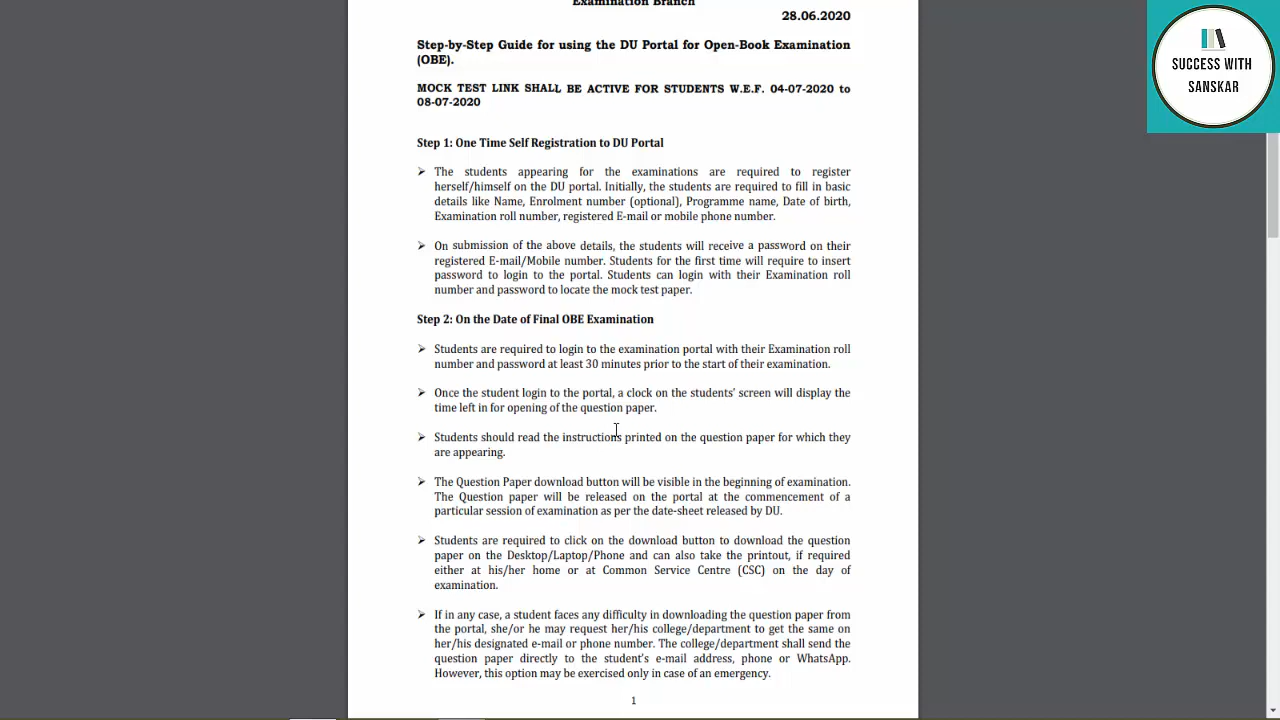 Examination Branch
28.06.2020
Step-by-Step Guide for using the DU Portal for Open-Book Examination
(OBE).
MOCK TEST LINK SHALL BE ACTIVE FOR STUDENTS W.E.F. 04-07-2020 to
08-07-2020
Step 1: One Time Self Registration to DU Portal
➢ The students appearing for the examinations are required to register
herself/himself on the DU portal. Initially, the students are required to fill in basic
details like Name, Enrolment number (optional), Programme name, Date of birth,
Examination roll number, registered E-mail or mobile phone number.
➢ On submission of the above details, the students will receive a password on their
registered E-mail/Mobile number. Students for the first time will require to insert
password to login to the portal. Students can login with their Examination roll
number and password to locate the mock test paper.
Step 2: On the Date of Final OBE Examination
➢ Students are required to login to the examination portal with their Examination roll
number and password at least 30 minutes prior to the start of their examination.
➢ Once the student login to the portal, a clock on the students' screen will display the
time left in for opening of the question paper.
➢ Students should read the instructions printed on the question paper for which they
are appearing.
➢ The Question Paper download button will be visible in the beginning of examination.
The Question paper will be released on the portal at the commencement of a
particular session of examination as per the date-sheet released by DU.
➢ Students are required to click on the download button to download the question
paper on the Desktop/Laptop/Phone and can also take the printout, if required
either at his/her home or at Common Service Centre (CSC) on the day of
examination.
➢ If in any case, a student faces any difficulty in downloading the question paper from
the portal, she/or he may request her/his college/department to get the same on
her/his designated e-mail or phone number. The college/department shall send the
question paper directly to the student's e-mail address, phone or WhatsApp.
However, this option may be exercised only in case of an emergency.
1
SUCCESS WITH
SANSKAR